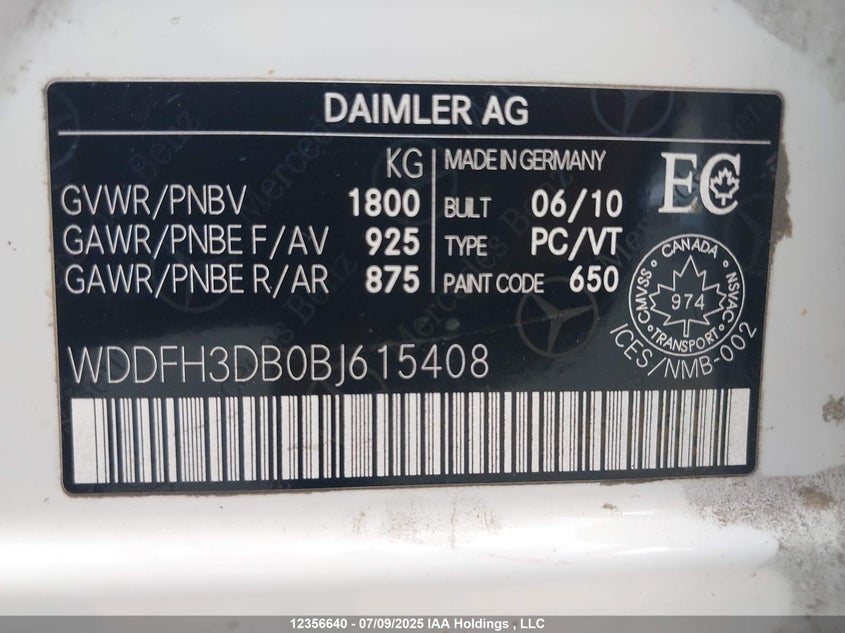 DAIMLER AG
KG
GVWR/PNBV 1800
GAWR/PNBE F/AV 925
GAWR/PNBE R/AR 875
MADE IN GERMANY
BUILT 06/10
TYPE PC/VT
PAINT CODE 650
EC
CANADA
CMVSS 974 NSVAC
TRANSPORT
ICES/NMB-002
WDDFH3DB0BJ615408
12356640 - 07/09/2025 IAA Holdings , LLC